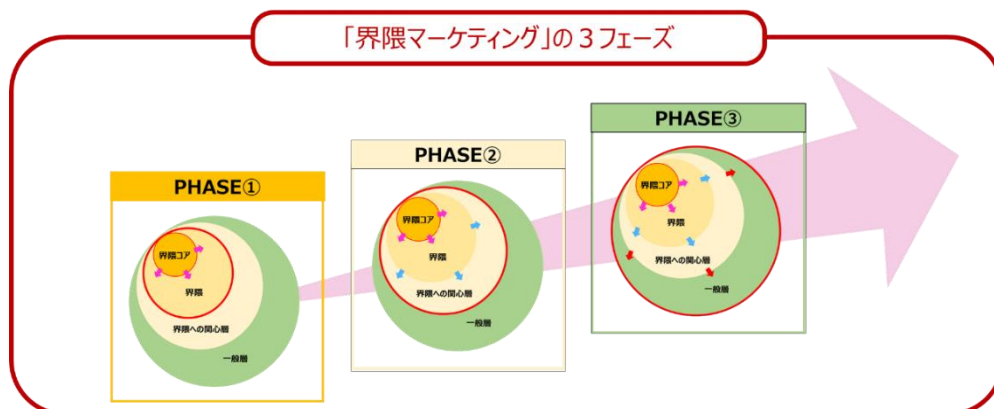 「界隈マーケティング」の3フェーズ
PHASE①
界隈コア
界隈
界隈への関心層
一般層
PHASE②
界隈コア
界隈
界隈への関心層
一般層
PHASE③
界隈コア
界隈
界隈への関心層
一般層